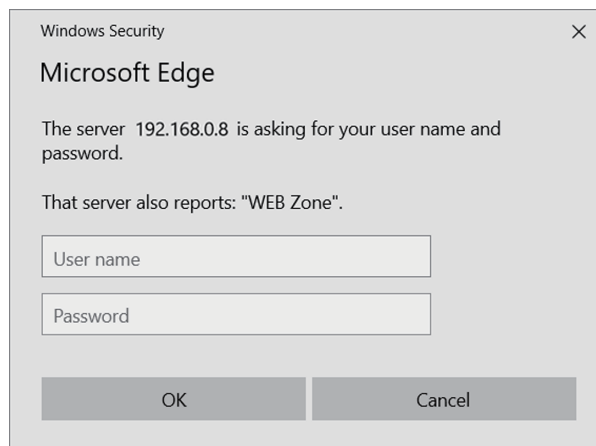 Windows Security
Microsoft Edge
The server 192.168.0.8 is asking for your user name and
password.
That server also reports: "WEB Zone".
User name
Password
OK
Cancel